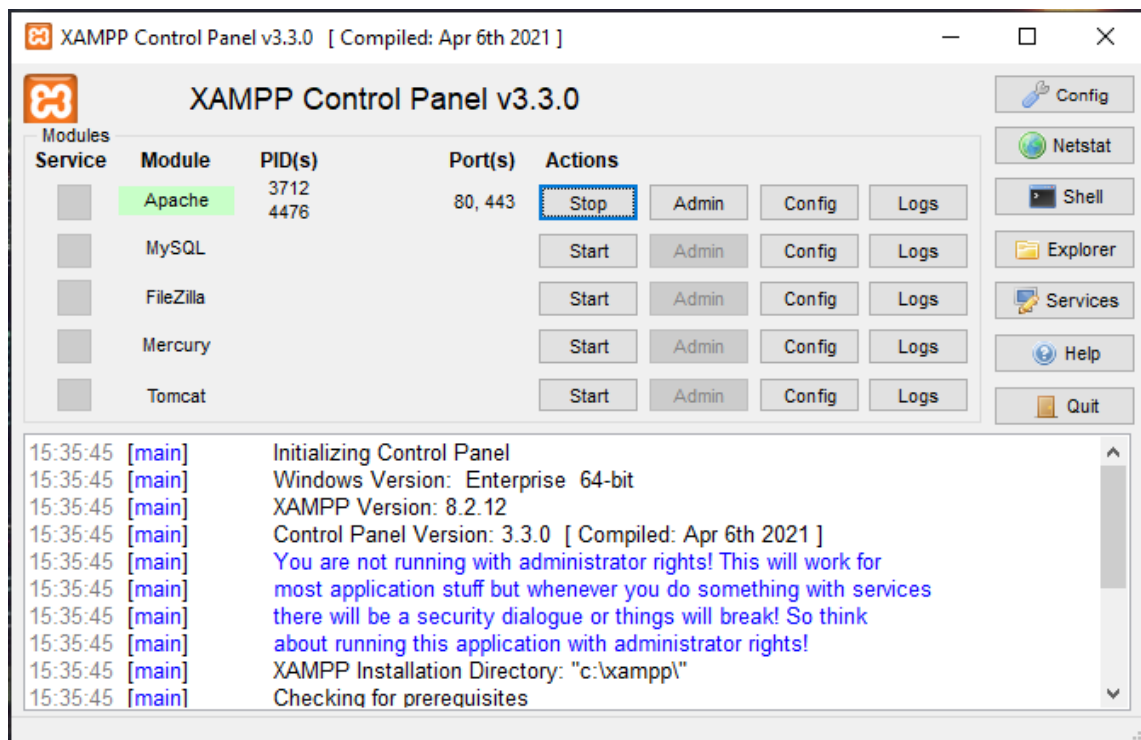 XAMPP Control Panel v3.3.0 [ Compiled: Apr 6th 2021 ]
XAMPP Control Panel v3.3.0
Config
Modules
Service Module PID(s) Port(s) Actions
Netstat
Apache 3712 4476 80, 443 Stop Admin Config Logs
Shell
MySQL Start Admin Config Logs
Explorer
FileZilla Start Admin Config Logs
Services
Mercury Start Admin Config Logs
Help
Tomcat Start Admin Config Logs
Quit
15:35:45 [main] Initializing Control Panel
15:35:45 [main] Windows Version: Enterprise 64-bit
15:35:45 [main] XAMPP Version: 8.2.12
15:35:45 [main] Control Panel Version: 3.3.0 [ Compiled: Apr 6th 2021 ]
15:35:45 [main] You are not running with administrator rights! This will work for
15:35:45 [main] most application stuff but whenever you do something with services
15:35:45 [main] there will be a security dialogue or things will break! So think
15:35:45 [main] about running this application with administrator rights!
15:35:45 [main] XAMPP Installation Directory: "c:\xampp\"
15:35:45 [main] Checking for prerequisites